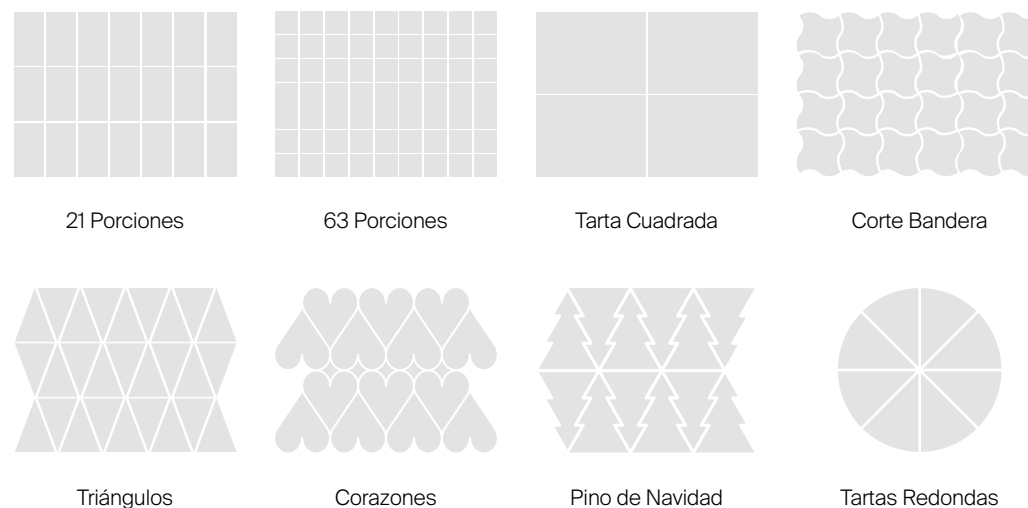 21 Porciones
63 Porciones
Tarta Cuadrada
Corte Bandera
Triángulos
Corazones
Pino de Navidad
Tartas Redondas